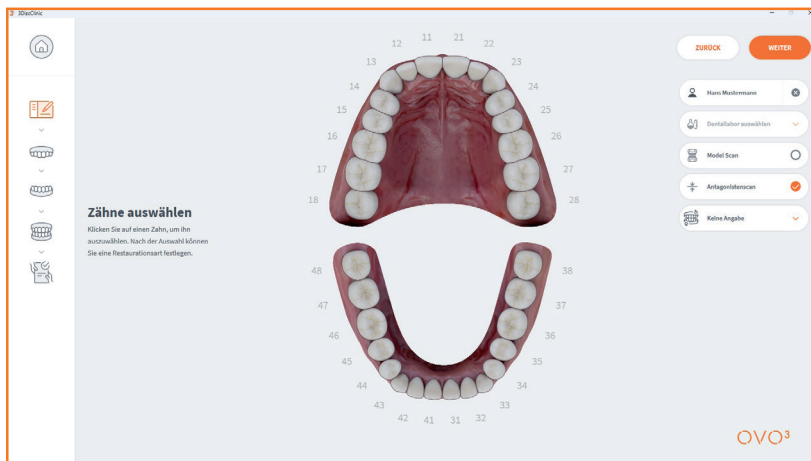 3DiscClinic
ZURÜCK
WEITER
Hans Mustermann
Dentallabor auswählen
Model Scan
Antagonistenscan
Keine Angabe
12 11 21 22
13 23
14 24
15 25
16 26
17 27
18 28
Zähne auswählen
Klicken Sie auf einen Zahn, um ihn
auszuwählen. Nach der Auswahl können
Sie eine Restaurationsart festlegen.
48 38
47 37
46 36
45 35
44 34
43 33
42 41 31 32
OVO³